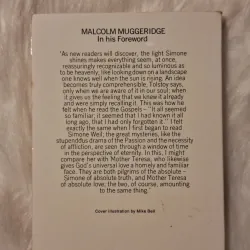 MALCOLM MUGGERIDGE
In his Foreword
'As new readers will discover, the light Simone
shines makes everything seem, at once,
reassuringly recognizable and so luminous as
to be heavenly; like looking down on a landscape
one knows well when the sun is rising. An idea
becomes comprehensible, Tolstoy says,
only when we are aware of it in our soul; when it
gives us the feeling that we knew it already
and were simply recalling it. This was how he
felt when he read the Gospels – "It all seemed
so familiar; it seemed that I had known it all
long ago, that I had only forgotten it." I felt
exactly the same when I first began to read
Simone Weil; the great mysteries, like the
stupendous drama of the Passion and the necessity
of affliction, are seen through a window of time
in the perspective of eternity. In this, I might
compare her with Mother Teresa, who likewise
gives God's universal love a homely and familiar
face. They are both pilgrims of the absolute –
Simone of absolute truth, and Mother Teresa
of absolute love; the two, of course, amounting
to the same thing.'
Cover illustration by Mike Bell